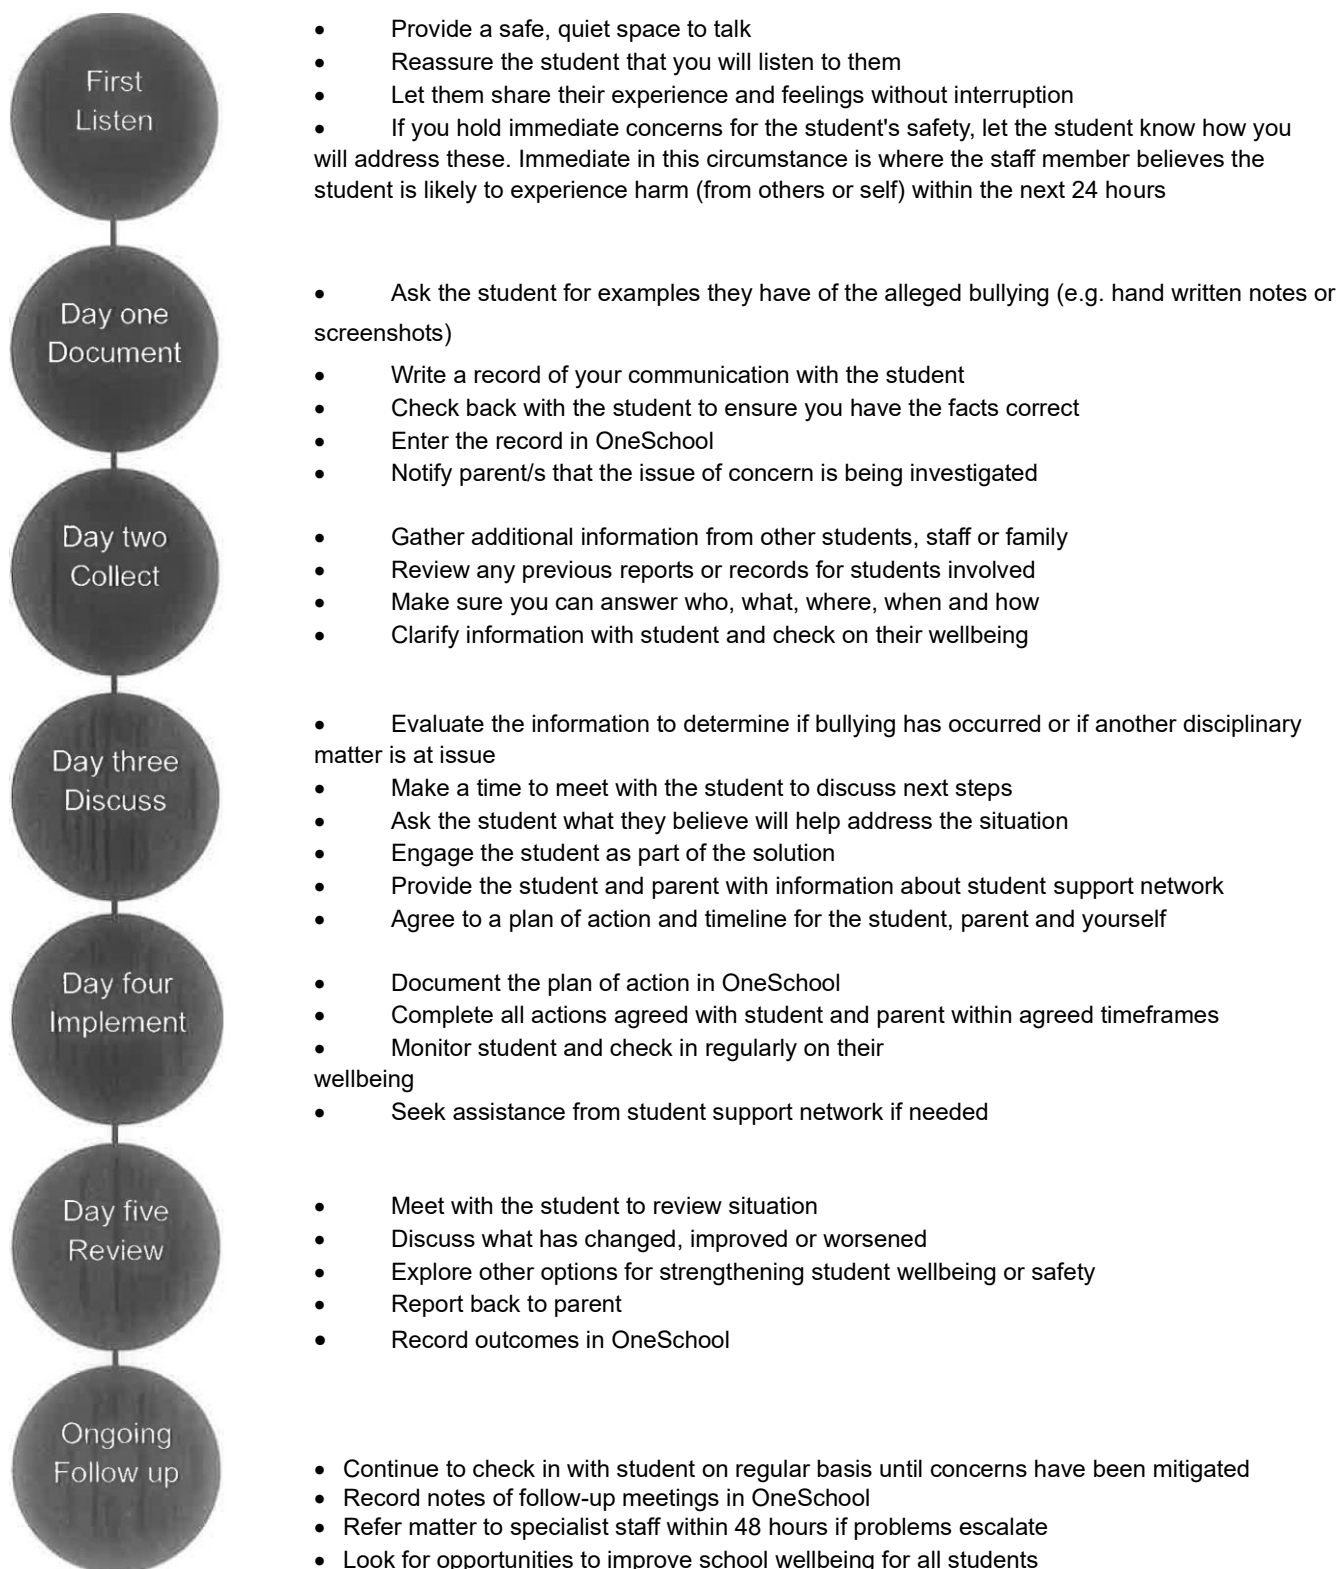 First
Listen
• Provide a safe, quiet space to talk
• Reassure the student that you will listen to them
• Let them share their experience and feelings without interruption
• If you hold immediate concerns for the student's safety, let the student know how you
will address these. Immediate in this circumstance is where the staff member believes the
student is likely to experience harm (from others or self) within the next 24 hours
Day one
Document
• Ask the student for examples they have of the alleged bullying (e.g. hand written notes or
screenshots)
• Write a record of your communication with the student
• Check back with the student to ensure you have the facts correct
• Enter the record in OneSchool
• Notify parent/s that the issue of concern is being investigated
Day two
Collect
• Gather additional information from other students, staff or family
• Review any previous reports or records for students involved
• Make sure you can answer who, what, where, when and how
• Clarify information with student and check on their wellbeing
Day three
Discuss
• Evaluate the information to determine if bullying has occurred or if another disciplinary
matter is at issue
• Make a time to meet with the student to discuss next steps
• Ask the student what they believe will help address the situation
• Engage the student as part of the solution
• Provide the student and parent with information about student support network
• Agree to a plan of action and timeline for the student, parent and yourself
Day four
Implement
• Document the plan of action in OneSchool
• Complete all actions agreed with student and parent within agreed timeframes
• Monitor student and check in regularly on their
wellbeing
• Seek assistance from student support network if needed
Day five
Review
• Meet with the student to review situation
• Discuss what has changed, improved or worsened
• Explore other options for strengthening student wellbeing or safety
• Report back to parent
• Record outcomes in OneSchool
Ongoing
Follow up
• Continue to check in with student on regular basis until concerns have been mitigated
• Record notes of follow-up meetings in OneSchool
• Refer matter to specialist staff within 48 hours if problems escalate
• Look for opportunities to improve school wellbeing for all students